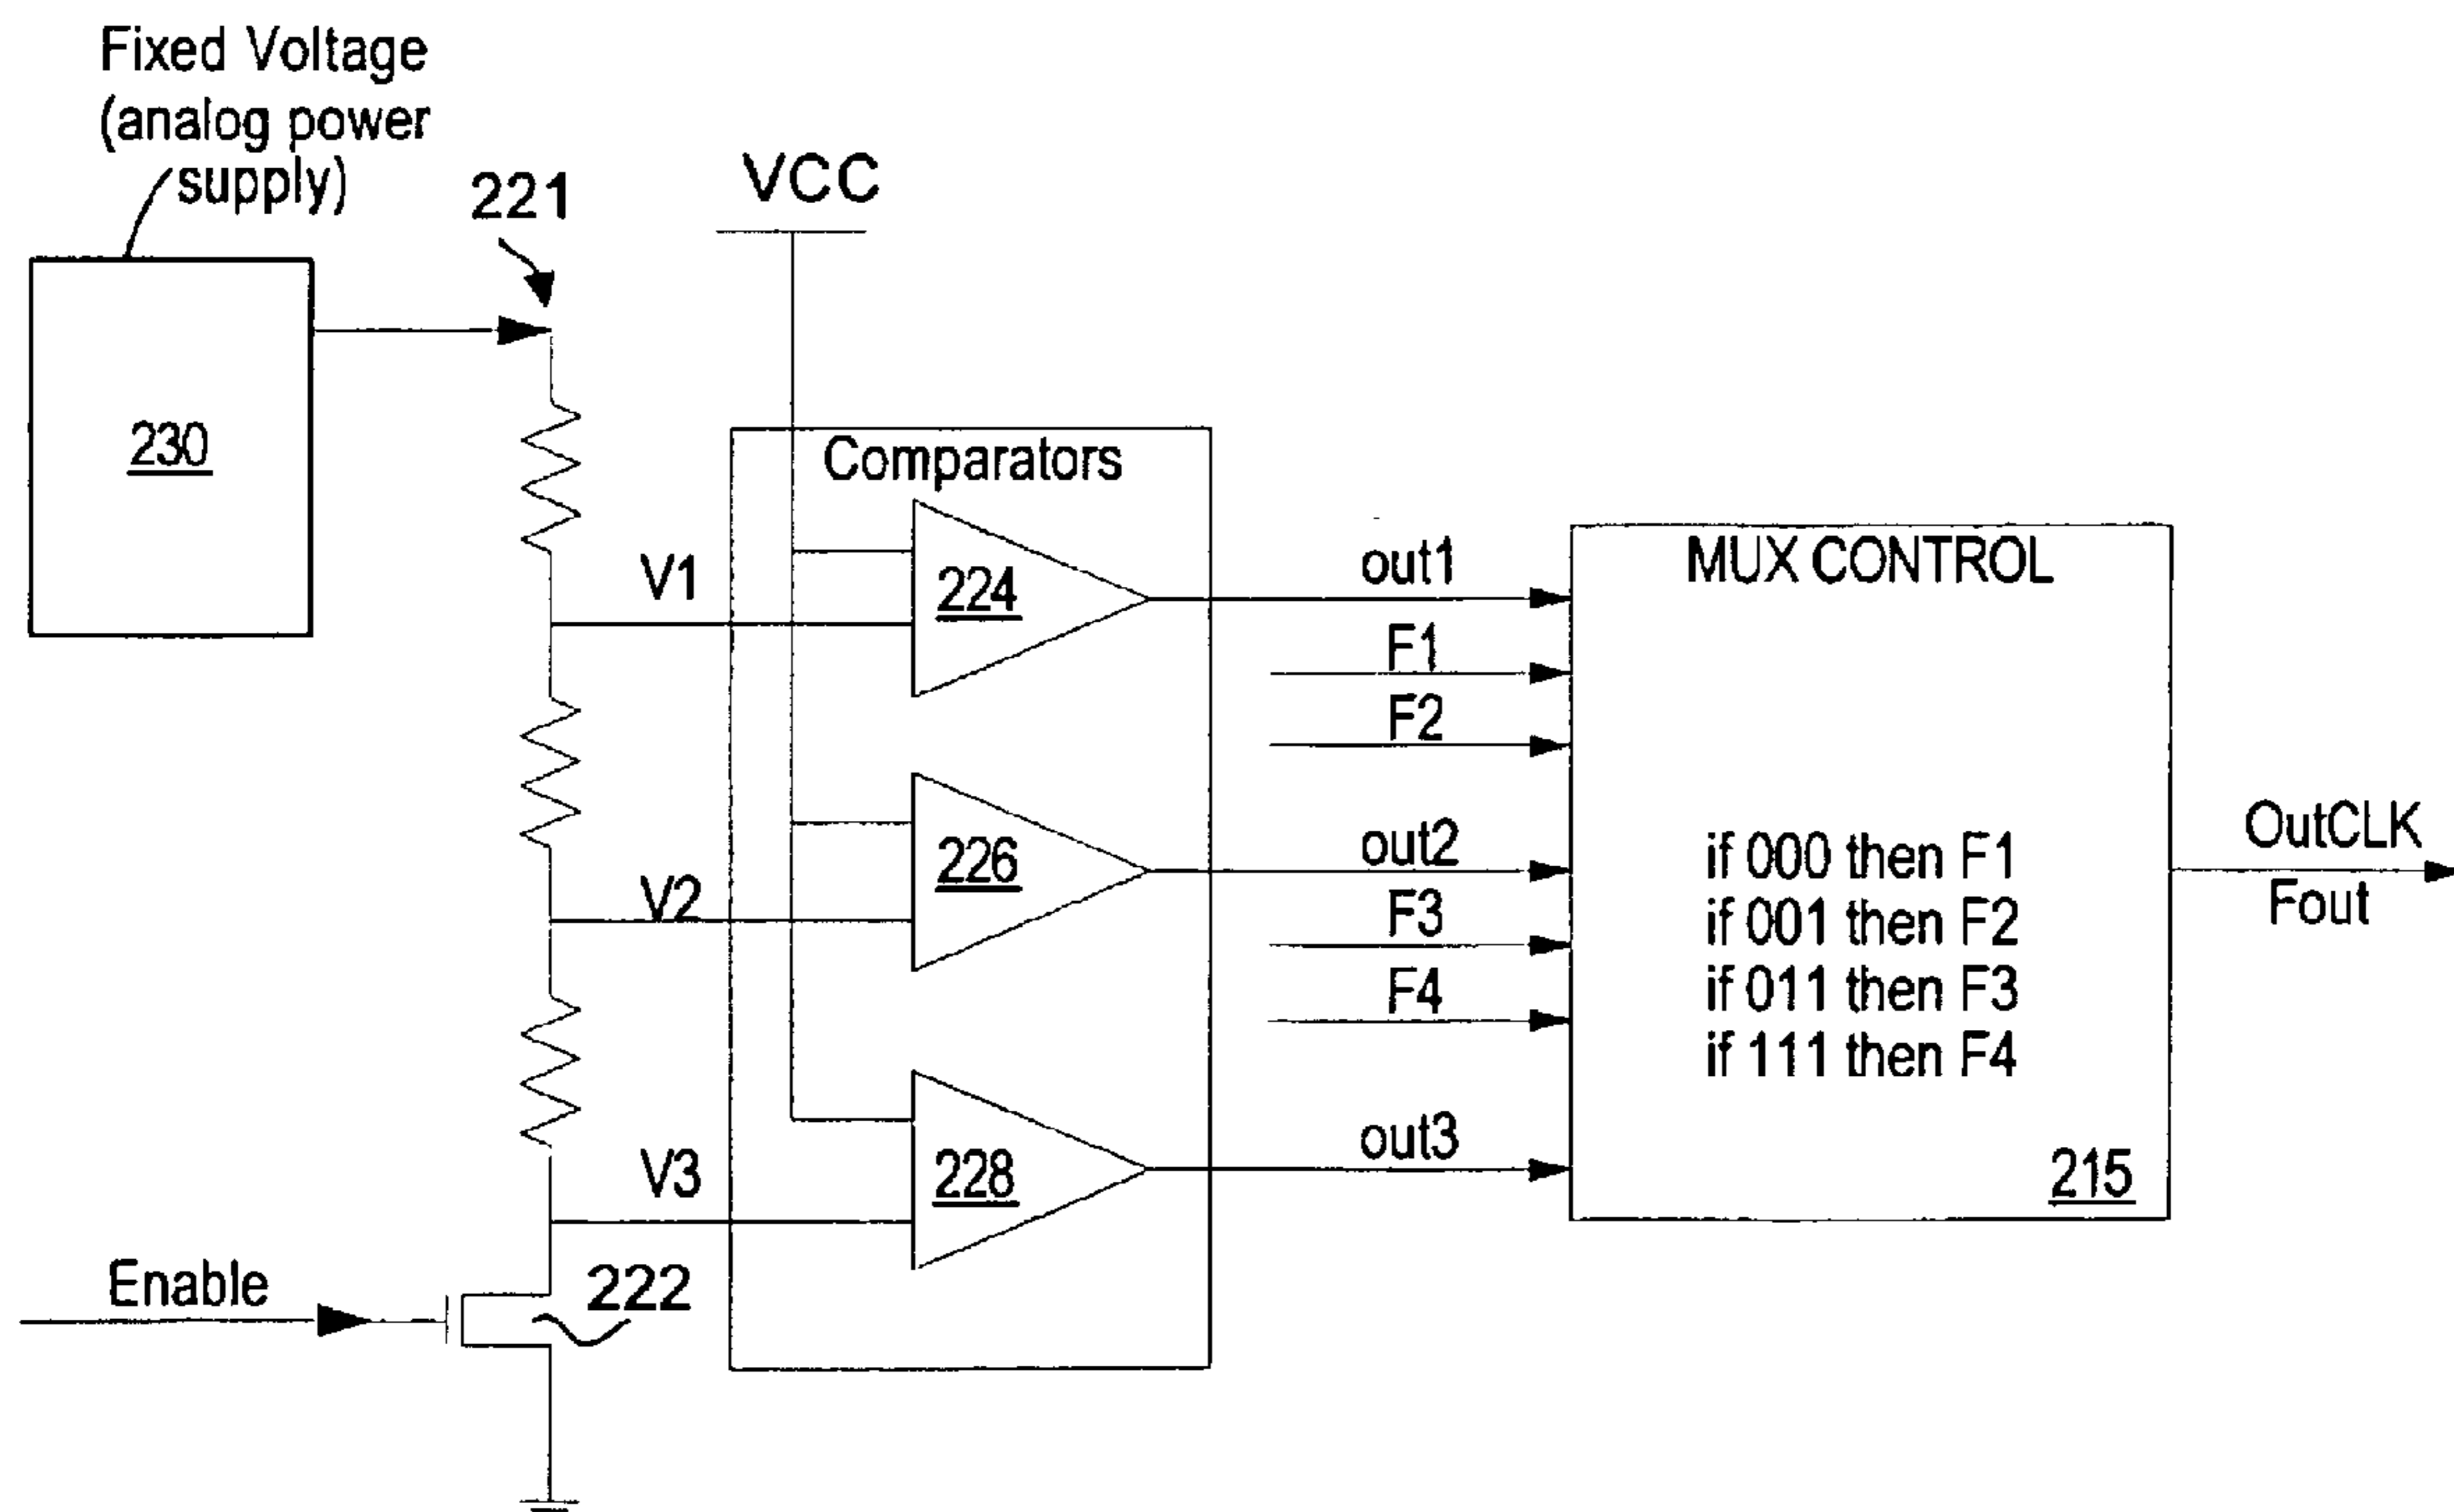 Fixed Voltage
(analog power
supply)
221
VCC
230
Comparators
V1
224
out1
MUX CONTROL
F1
F2
V2
226
out2
F3
F4
if 000 then F1
if 001 then F2
if 011 then F3
if 111 then F4
OutCLK
Fout
V3
228
out3
215
Enable
222